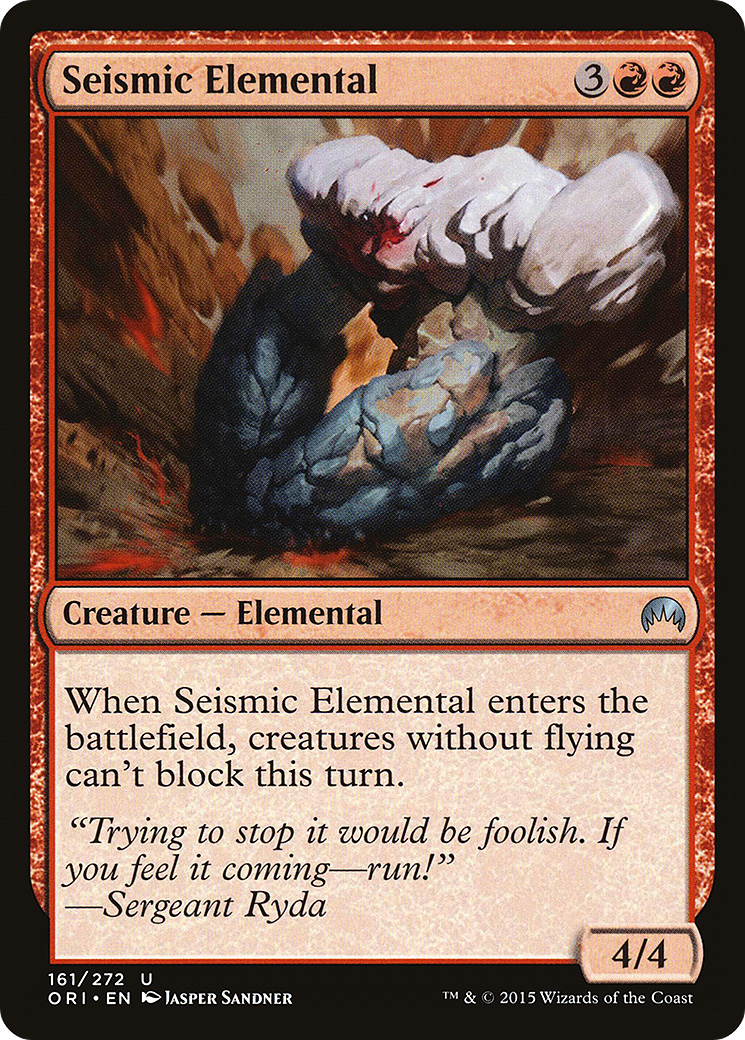 Seismic Elemental 3
Creature — Elemental
When Seismic Elemental enters the
battlefield, creatures without flying
can't block this turn.
“Trying to stop it would be foolish. If
you feel it coming—run!”
—Sergeant Ryda
4/4
161/272 U
ORI • EN Jasper Sandner
™ & © 2015 Wizards of the Coast